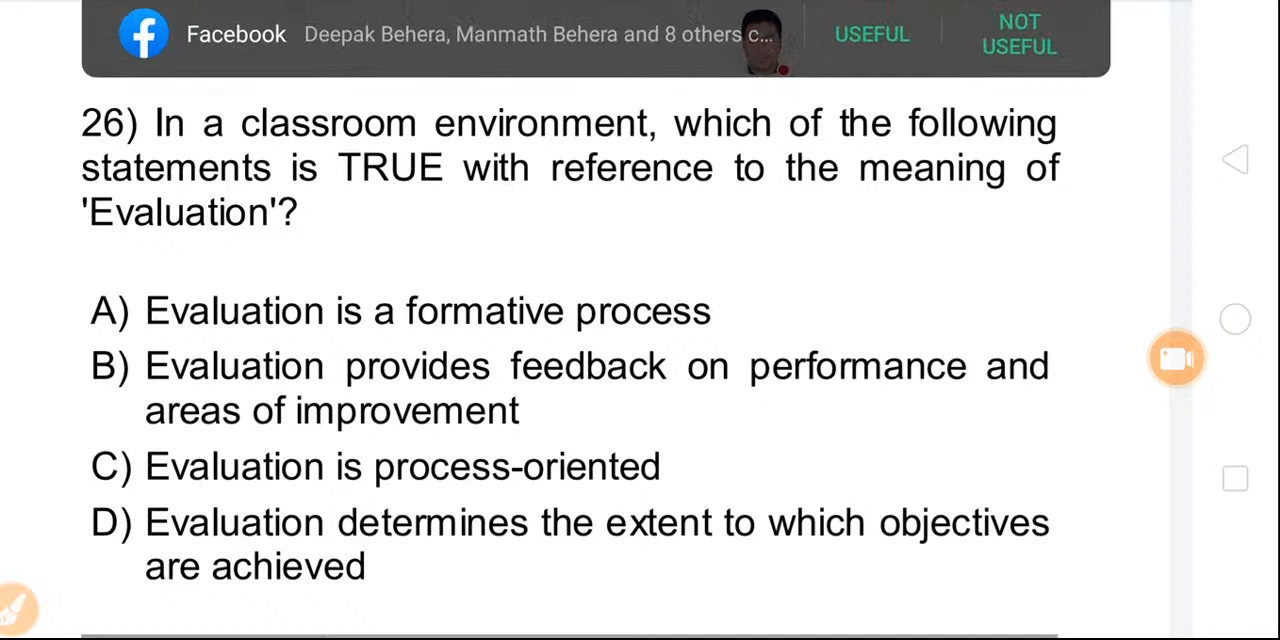 Facebook Deepak Behera, Manmath Behera and 8 others c... USEFUL NOT USEFUL
26) In a classroom environment, which of the following
statements is TRUE with reference to the meaning of
'Evaluation'?
A) Evaluation is a formative process
B) Evaluation provides feedback on performance and
areas of improvement
C) Evaluation is process-oriented
D) Evaluation determines the extent to which objectives
are achieved